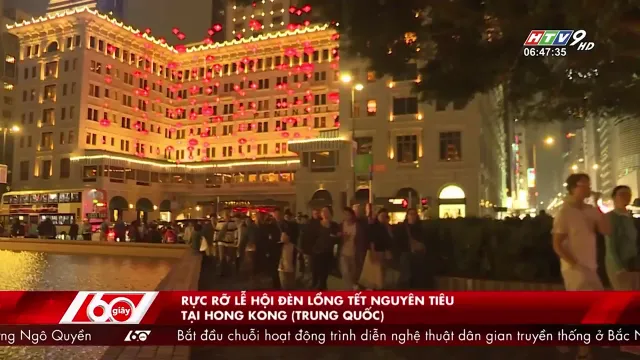 HTV9 HD
06:47:35
60 giây
RỰC RỠ LỄ HỘI ĐÈN LỒNG TẾT NGUYÊN TIÊU
TẠI HONG KONG (TRUNG QUỐC)
ng Ngô Quyền
60
Bắt đầu chuỗi hoạt động trình diễn nghệ thuật dân gian truyền thống ở Bắc N